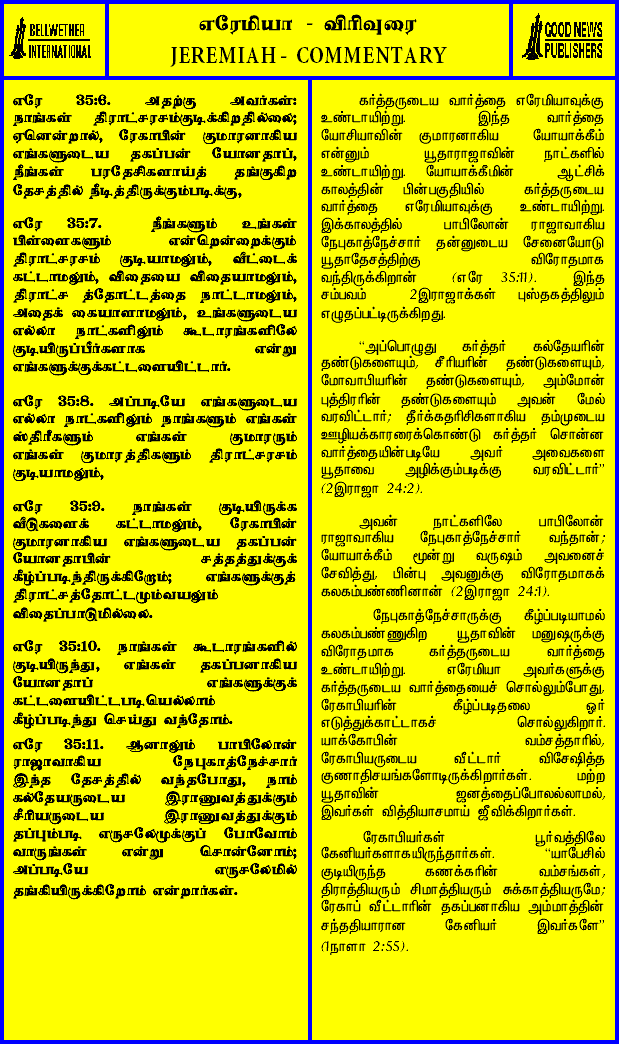 BELLWETHER
INTERNATIONAL
எரேமியா - விரிவுரை
JEREMIAH - COMMENTARY
GOOD NEWS
PUBLISHERS
எரே 35:6. அதற்கு அவர்கள்:
நாங்கள் திராட்சரசம்குடிக்கிறதில்லை;
ஏனென்றால், ரேகாபின் குமாரனாகிய
எங்களுடைய தகப்பன் யோனதாப்,
நீங்கள் பரதேசிகளாய்த் தங்குகிற
தேசத்தில் நீடித்திருக்கும்படிக்கு,
எரே 35:7. நீங்களும் உங்கள்
பிள்ளைகளும் என்றென்றைக்கும்
திராட்சரசம் குடியாமலும், வீட்டைக்
கட்டாமலும், விதையை விதையாமலும்,
திராட்ச த்தோட்டத்தை நாட்டாமலும்,
அதைக் கையாளாமலும், உங்களுடைய
எல்லா நாட்களிலும் கூடாரங்களிலே
குடியிருப்பீர்களாக என்று
எங்களுக்குக்கட்டளையிட்டார்.
எரே 35:8. அப்படியே எங்களுடைய
எல்லா நாட்களிலும் நாங்களும் எங்கள்
ஸ்திரீகளும் எங்கள் குமாரரும்
எங்கள் குமாரத்திகளும் திராட்சரசம்
குடியாமலும்,
எரே 35:9. நாங்கள் குடியிருக்க
வீடுகளைக் கட்டாமலும், ரேகாபின்
குமாரனாகிய எங்களுடைய தகப்பன்
யோனதாபின் சத்தத்துக்குக்
கீழ்ப்படிந்திருக்கிறோம்; எங்களுக்குத்
திராட்சத்தோட்டமும்வயலும்
விதைப்பாடுமில்லை.
எரே 35:10. நாங்கள் கூடாரங்களில்
குடியிருந்து, எங்கள் தகப்பனாகிய
யோனதாப் எங்களுக்குக்
கட்டளையிட்டபடியெல்லாம்
கீழ்ப்படிந்து செய்து வந்தோம்.
எரே 35:11. ஆனாலும் பாபிலோன்
ராஜாவாகிய நேபுகாத்நேச்சார்
இந்த தேசத்தில் வந்தபோது, நாம்
கல்தேயருடைய இராணுவத்துக்கும்
சீரியருடைய இராணுவத்துக்கும்
தப்பும்படி எருசலேமுக்குப் போவோம்
வாருங்கள் என்று சொன்னோம்;
அப்படியே எருசலேமில்
தங்கியிருக்கிறோம் என்றார்கள்.
கர்த்தருடைய வார்த்தை எரேமியாவுக்கு
உண்டாயிற்று. இந்த வார்த்தை
யோசியாவின் குமாரனாகிய யோயாக்கீம்
என்னும் யூதாராஜாவின் நாட்களில்
உண்டாயிற்று. யோயாக்கீமின் ஆட்சிக்
காலத்தின் பின்பகுதியில் கர்த்தருடைய
வார்த்தை எரேமியாவுக்கு உண்டாயிற்று.
இக்காலத்தில் பாபிலோன் ராஜாவாகிய
நேபுகாத்நேச்சார் தன்னுடைய சேனையோடு
யூதாதேசத்திற்கு விரோதமாக
வந்திருக்கிறான் (எரே 35:11). இந்த
சம்பவம் 2இராஜாக்கள் புஸ்தகத்திலும்
எழுதப்பட்டிருக்கிறது.
“அப்பொழுது கர்த்தர் கல்தேயரின்
தண்டுகளையும், சீரியரின் தண்டுகளையும்,
மோவாபியரின் தண்டுகளையும், அம்மோன்
புத்திரரின் தண்டுகளையும் அவன் மேல்
வரவிட்டார்; தீர்க்கதரிசிகளாகிய தம்முடைய
ஊழியக்காரரைக்கொண்டு கர்த்தர் சொன்ன
வார்த்தையின்படியே அவர் அவைகளை
யூதாவை அழிக்கும்படிக்கு வரவிட்டார்”
(2இராஜா 24:2).
அவன் நாட்களிலே பாபிலோன்
ராஜாவாகிய நேபுகாத்நேச்சார் வந்தான்;
யோயாக்கீம் மூன்று வருஷம் அவனைச்
சேவித்து, பின்பு அவனுக்கு விரோதமாகக்
கலகம்பண்ணினான் (2இராஜா 24:1).
நேபுகாத்நேச்சாருக்கு கீழ்ப்படியாமல்
கலகம்பண்ணுகிற யூதாவின் மனுஷருக்கு
விரோதமாக கர்த்தருடைய வார்த்தை
உண்டாயிற்று. எரேமியா அவர்களுக்கு
கர்த்தருடைய வார்த்தையைச் சொல்லும்போது,
ரேகாபியரின் கீழ்ப்படிதலை ஓர்
எடுத்துக்காட்டாகச் சொல்லுகிறார்.
யாக்கோபின் வம்சத்தாரில்,
ரேகாபியருடைய வீட்டார் விசேஷித்த
குணாதிசயங்களோடிருக்கிறார்கள். மற்ற
யூதாவின் ஜனத்தைப்போலல்லாமல்,
இவர்கள் வித்தியாசமாய் ஜீவிக்கிறார்கள்.
ரேகாபியர்கள் பூர்வத்திலே
கேனியர்களாகயிருந்தார்கள். “யாபேசில்
குடியிருந்த கணக்கரின் வம்சங்கள்,
திராத்தியரும் சிமாத்தியரும் சுக்காத்தியருமே;
ரேகாப் வீட்டாரின் தகப்பனாகிய அம்மாத்தின்
சந்ததியாரான கேனியர் இவர்களே”
(1நாளா 2:55).